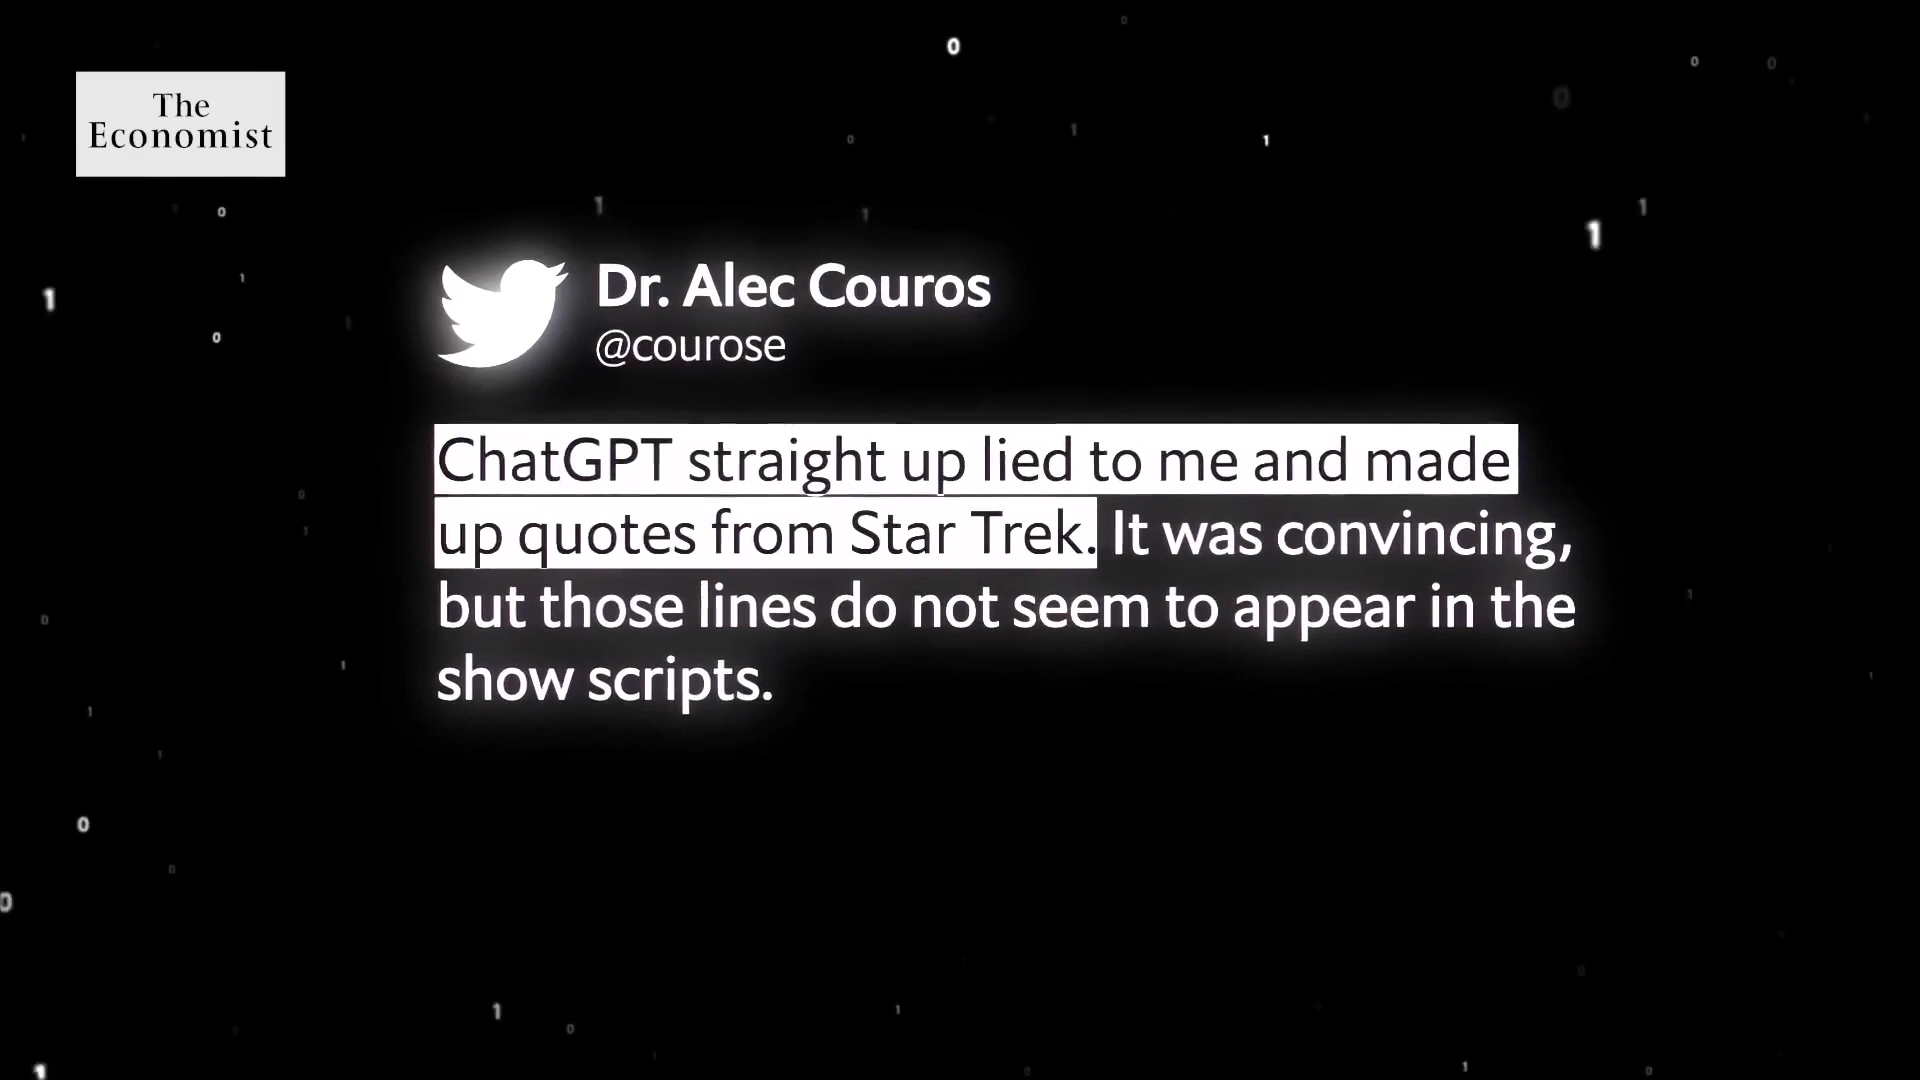 The
Economist
Dr. Alec Couros
@courose
ChatGPT straight up lied to me and made
up quotes from Star Trek. It was convincing,
but those lines do not seem to appear in the
show scripts.